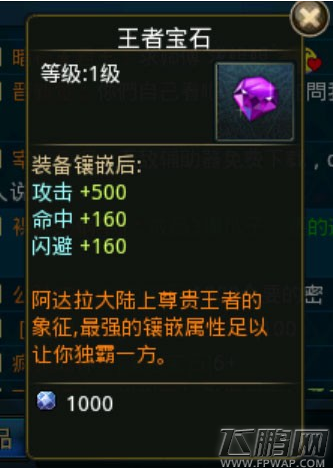 王者宝石
等级:1级
装备镶嵌后:
攻击 +500
命中 +160
闪避 +160
阿达拉大陆上尊贵王者的
象征,最强的镶嵌属性足以
让你独霸一方。
1000
飞鹏网
WWW.FPWAP.COM